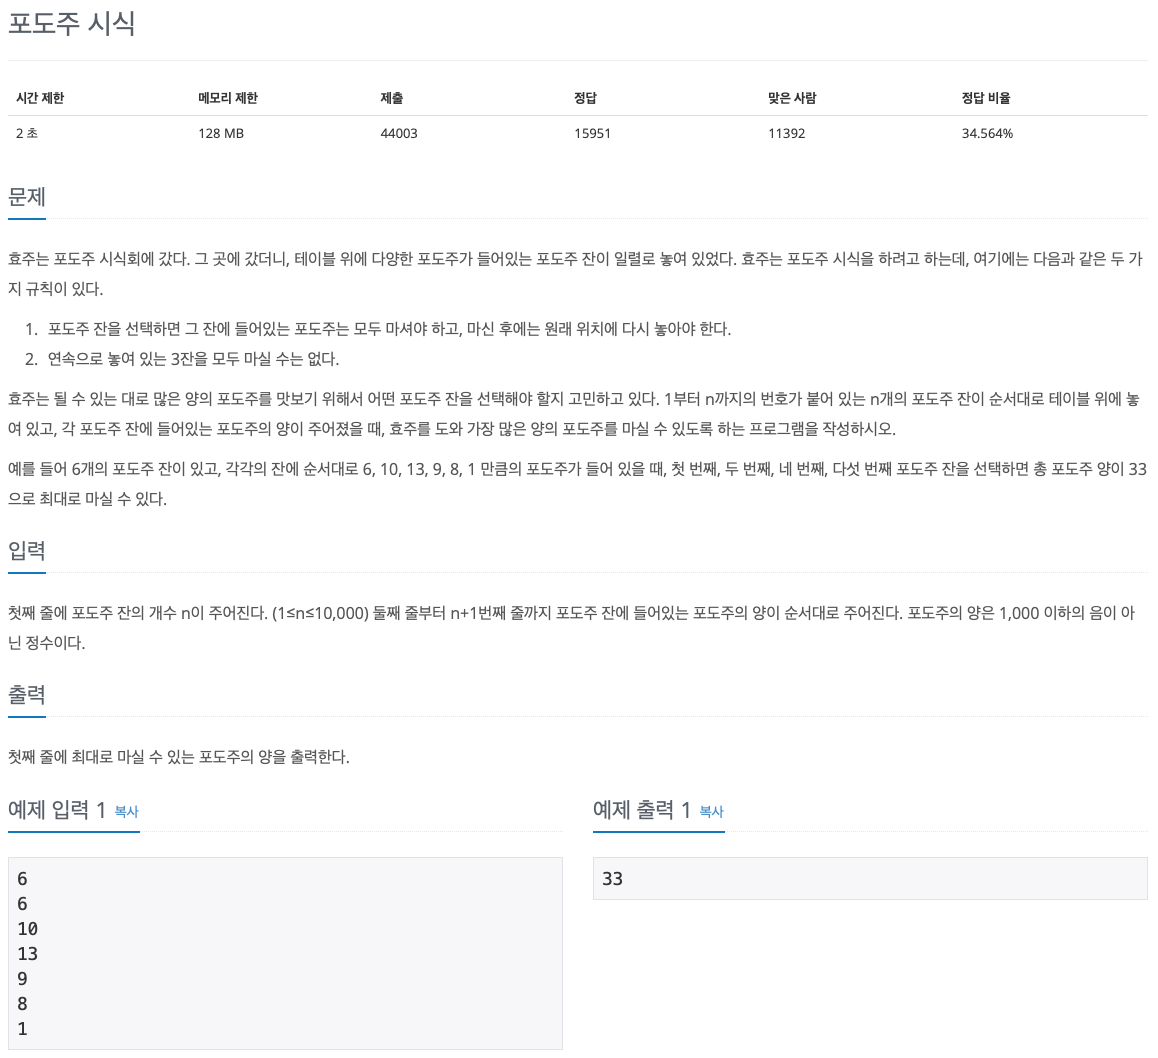 포도주 시식
시간 제한 메모리 제한 제출 정답 맞은 사람 정답 비율
2 초 128 MB 44003 15951 11392 34.564%
문제
효주는 포도주 시식회에 갔다. 그 곳에 갔더니, 테이블 위에 다양한 포도주가 들어있는 포도주 잔이 일렬로 놓여 있었다. 효주는 포도주 시식을 하려고 하는데, 여기에는 다음과 같은 두 가
지 규칙이 있다.
1. 포도주 잔을 선택하면 그 잔에 들어있는 포도주는 모두 마셔야 하고, 마신 후에는 원래 위치에 다시 놓아야 한다.
2. 연속으로 놓여 있는 3잔을 모두 마실 수는 없다.
효주는 될 수 있는 대로 많은 양의 포도주를 맛보기 위해서 어떤 포도주 잔을 선택해야 할지 고민하고 있다. 1부터 n까지의 번호가 붙어 있는 n개의 포도주 잔이 순서대로 테이블 위에 놓
여 있고, 각 포도주 잔에 들어있는 포도주의 양이 주어졌을 때, 효주를 도와 가장 많은 양의 포도주를 마실 수 있도록 하는 프로그램을 작성하시오.
예를 들어 6개의 포도주 잔이 있고, 각각의 잔에 순서대로 6, 10, 13, 9, 8, 1 만큼의 포도주가 들어 있을 때, 첫 번째, 두 번째, 네 번째, 다섯 번째 포도주 잔을 선택하면 총 포도주 양이 33
으로 최대로 마실 수 있다.
입력
첫째 줄에 포도주 잔의 개수 n이 주어진다. (1≤n≤10,000) 둘째 줄부터 n+1번째 줄까지 포도주 잔에 들어있는 포도주의 양이 순서대로 주어진다. 포도주의 양은 1,000 이하의 음이 아
닌 정수이다.
출력
첫째 줄에 최대로 마실 수 있는 포도주의 양을 출력한다.
예제 입력 1 복사
6
6
10
13
9
8
1
예제 출력 1 복사
33